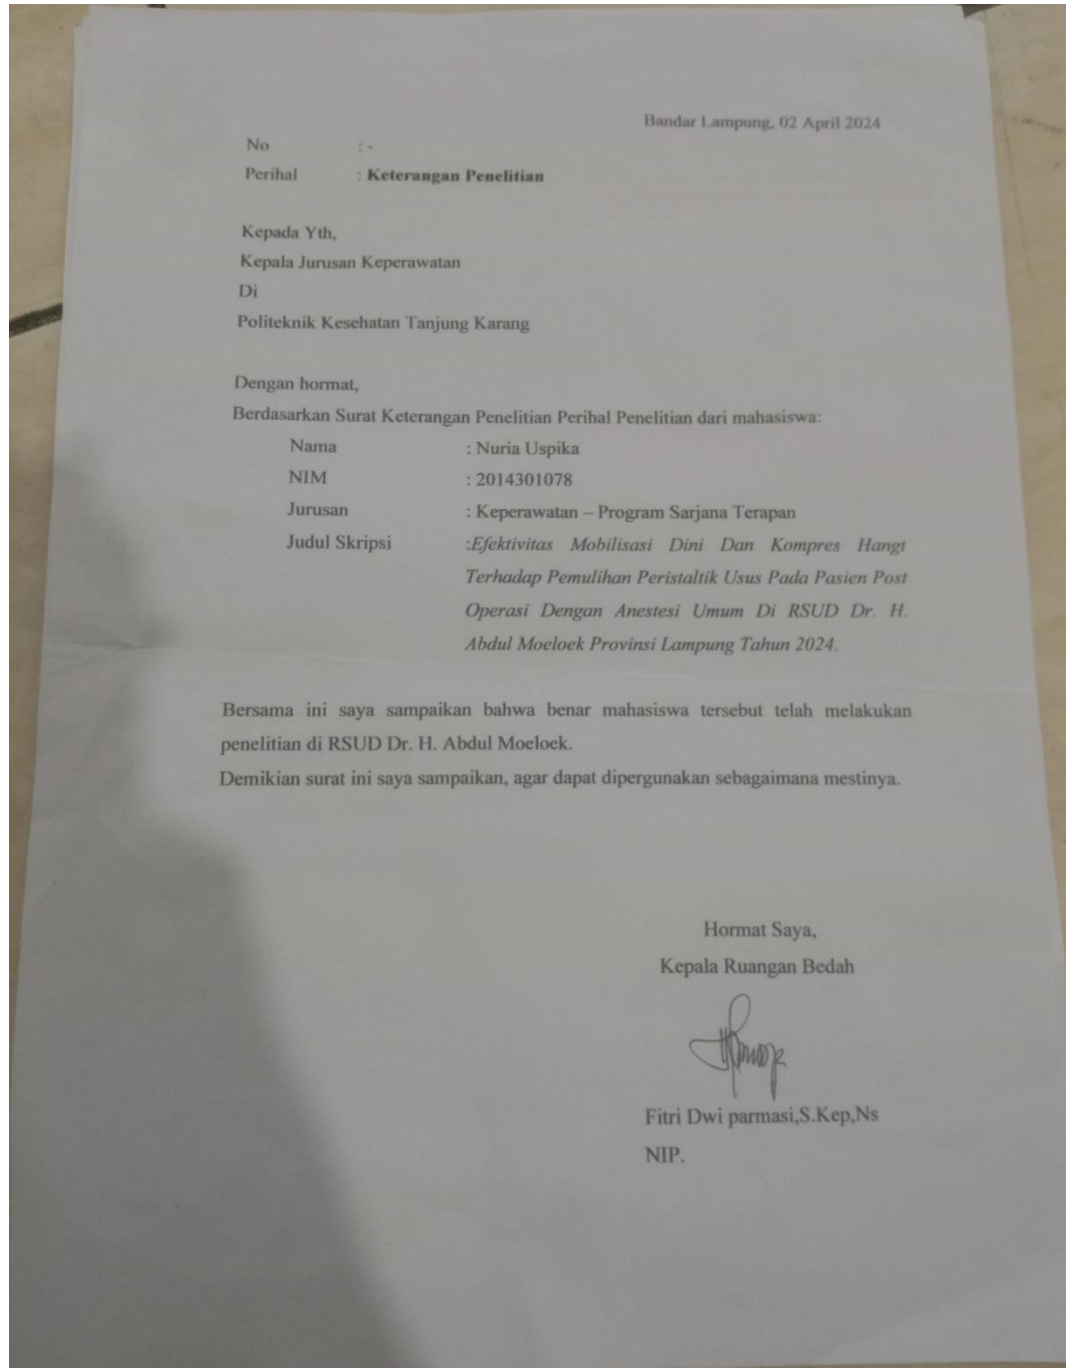 Bandar Lampung, 02 April 2024
No : -
Perihal : Keterangan Penelitian
Kepada Yth,
Kepala Jurusan Keperawatan
Di
Politeknik Kesehatan Tanjung Karang
Dengan hormat,
Berdasarkan Surat Keterangan Penelitian Perihal Penelitian dari mahasiswa:
Nama : Nuria Uspika
NIM : 2014301078
Jurusan : Keperawatan – Program Sarjana Terapan
Judul Skripsi :Efektivitas Mobilisasi Dini Dan Kompres Hangt
Terhadap Pemulihan Peristaltik Usus Pada Pasien Post
Operasi Dengan Anestesi Umum Di RSUD Dr. H.
Abdul Moeloek Provinsi Lampung Tahun 2024.
Bersama ini saya sampaikan bahwa benar mahasiswa tersebut telah melakukan
penelitian di RSUD Dr. H. Abdul Moeloek.
Demikian surat ini saya sampaikan, agar dapat dipergunakan sebagaimana mestinya.
Hormat Saya,
Kepala Ruangan Bedah
Fitri Dwi parmasi,S.Kep,Ns
NIP.